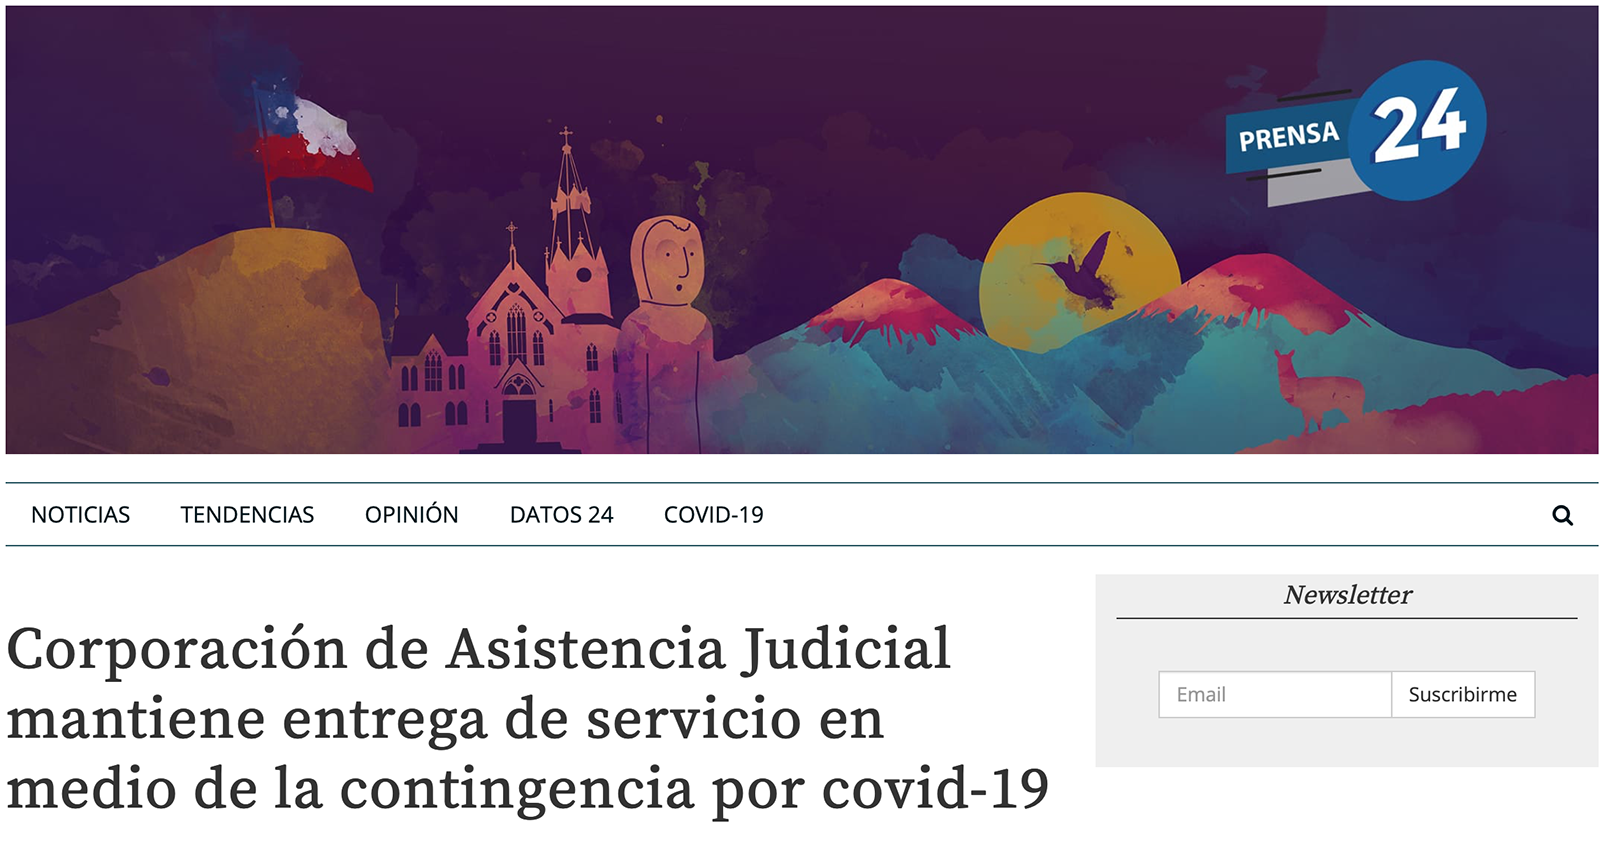 PRENSA 24
NOTICIAS TENDENCIAS OPINIÓN DATOS 24 COVID-19
Newsletter
Corporación de Asistencia Judicial
mantiene entrega de servicio en
medio de la contingencia por covid-19
Email Suscribirme